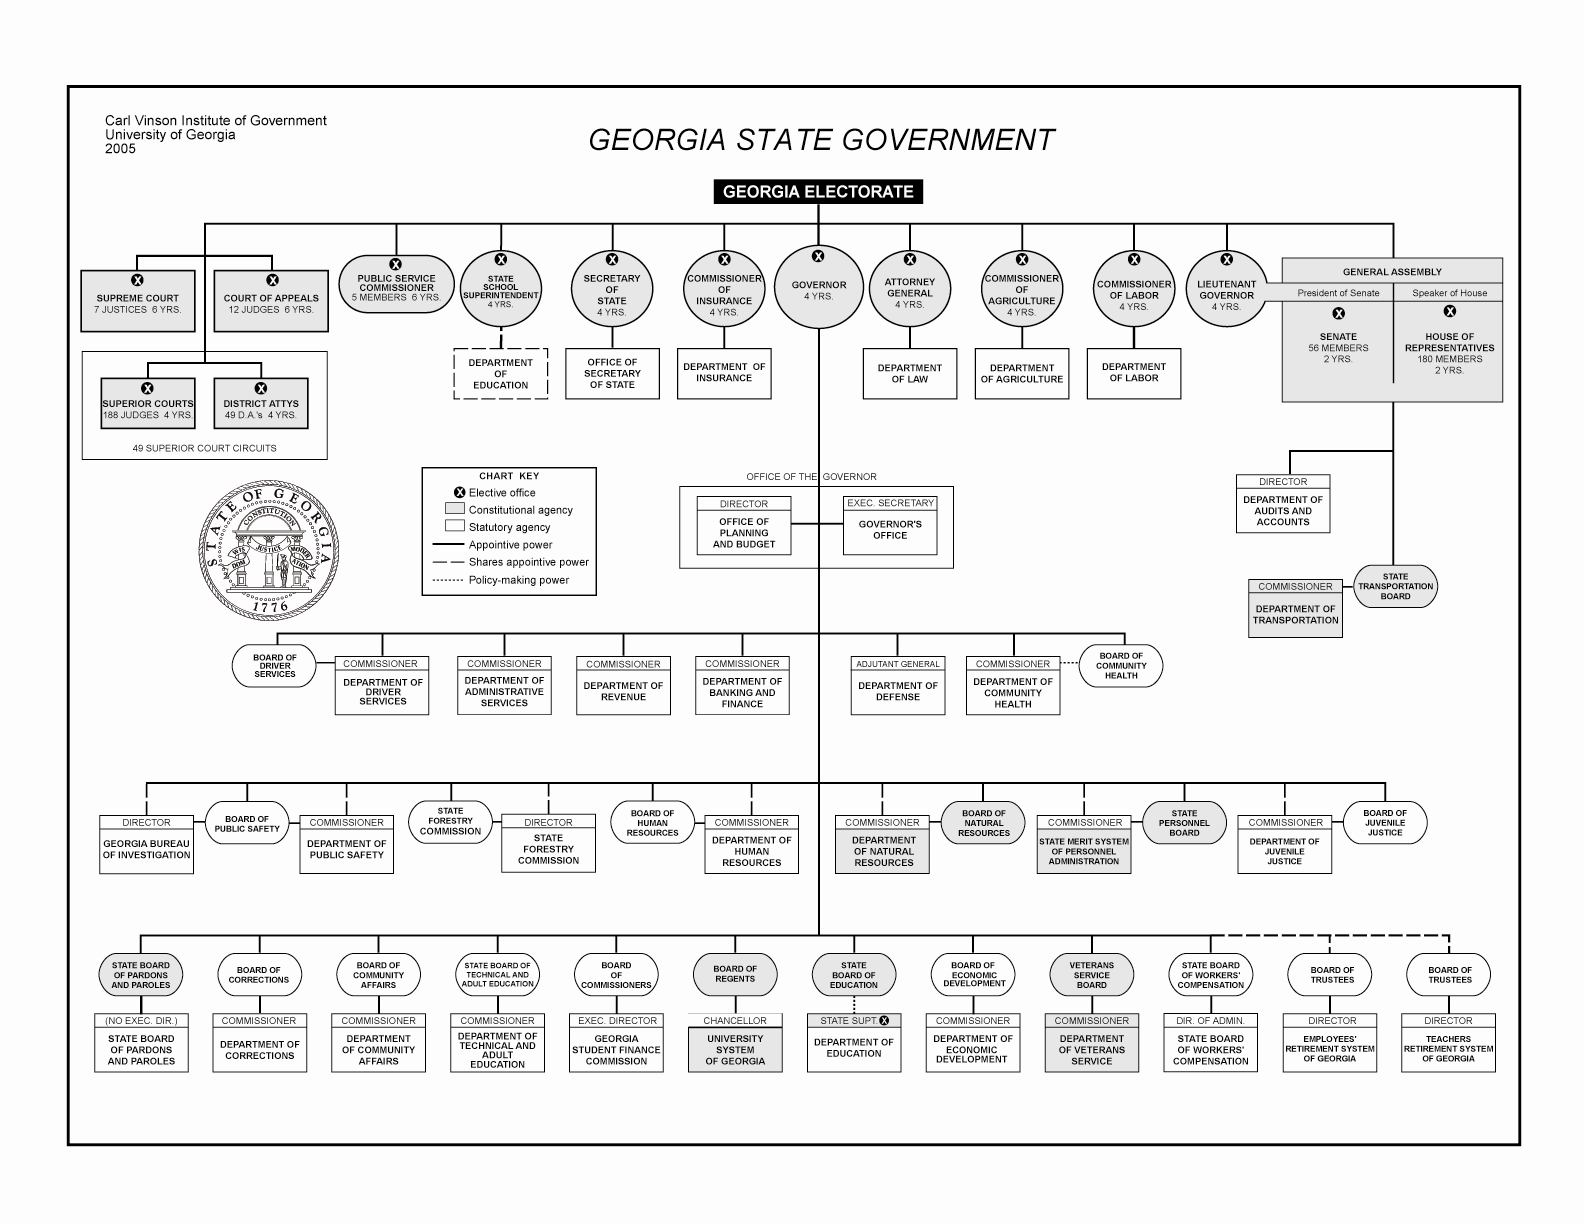 Carl Vinson Institute of Government
University of Georgia
2005
GEORGIA STATE GOVERNMENT
GEORGIA ELECTORATE
X
SUPREME COURT
7 JUSTICES 6 YRS.
X
COURT OF APPEALS
12 JUDGES 6 YRS.
X
PUBLIC SERVICE
COMMISSIONER
5 MEMBERS 6 YRS.
X
STATE
SCHOOL
SUPERINTENDENT
4 YRS.
X
SECRETARY
OF
STATE
4 YRS.
X
COMMISSIONER
OF
INSURANCE
4 YRS.
X
GOVERNOR
4 YRS.
X
ATTORNEY
GENERAL
4 YRS.
X
COMMISSIONER
OF
AGRICULTURE
4 YRS.
X
COMMISSIONER
OF LABOR
4 YRS.
X
LIEUTENANT
GOVERNOR
4 YRS.
GENERAL ASSEMBLY
President of Senate
Speaker of House
X
SENATE
56 MEMBERS
2 YRS.
X
HOUSE OF
REPRESENTATIVES
180 MEMBERS
2 YRS.
DEPARTMENT
OF
EDUCATION
OFFICE OF
SECRETARY
OF STATE
DEPARTMENT OF
INSURANCE
DEPARTMENT
OF LAW
DEPARTMENT
OF AGRICULTURE
DEPARTMENT
OF LABOR
X
SUPERIOR COURTS
188 JUDGES 4 YRS.
X
DISTRICT ATTYS
49 D.A.'s 4 YRS.
49 SUPERIOR COURT CIRCUITS
STATE OF GEORGIA
CONSTITUTION
WISDOM
JUSTICE
MODERATION
1776
CHART KEY
X Elective office
Constitutional agency
Statutory agency
Appointive power
Shares appointive power
Policy-making power
OFFICE OF THE GOVERNOR
DIRECTOR
OFFICE OF
PLANNING
AND BUDGET
EXEC. SECRETARY
GOVERNOR'S
OFFICE
DIRECTOR
DEPARTMENT OF
AUDITS AND
ACCOUNTS
COMMISSIONER
DEPARTMENT OF
TRANSPORTATION
STATE
TRANSPORTATION
BOARD
BOARD OF
DRIVER
SERVICES
COMMISSIONER
DEPARTMENT OF
DRIVER
SERVICES
COMMISSIONER
DEPARTMENT OF
ADMINISTRATIVE
SERVICES
COMMISSIONER
DEPARTMENT OF
REVENUE
COMMISSIONER
DEPARTMENT OF
BANKING AND
FINANCE
ADJUTANT GENERAL
DEPARTMENT OF
DEFENSE
COMMISSIONER
DEPARTMENT OF
COMMUNITY
HEALTH
BOARD OF
COMMUNITY
HEALTH
DIRECTOR
GEORGIA BUREAU
OF INVESTIGATION
BOARD OF
PUBLIC SAFETY
COMMISSIONER
DEPARTMENT OF
PUBLIC SAFETY
STATE
FORESTRY
COMMISSION
DIRECTOR
STATE
FORESTRY
COMMISSION
BOARD OF
HUMAN
RESOURCES
COMMISSIONER
DEPARTMENT OF
HUMAN
RESOURCES
COMMISSIONER
DEPARTMENT
OF NATURAL
RESOURCES
BOARD OF
NATURAL
RESOURCES
COMMISSIONER
STATE MERIT SYSTEM
OF PERSONNEL
ADMINISTRATION
STATE
PERSONNEL
BOARD
COMMISSIONER
DEPARTMENT OF
JUVENILE
JUSTICE
BOARD OF
JUVENILE
JUSTICE
STATE BOARD
OF PARDONS
AND PAROLES
BOARD OF
CORRECTIONS
BOARD OF
COMMUNITY
AFFAIRS
STATE BOARD OF
TECHNICAL AND
ADULT EDUCATION
BOARD
OF
COMMISSIONERS
BOARD OF
REGENTS
STATE
BOARD OF
EDUCATION
BOARD OF
ECONOMIC
DEVELOPMENT
VETERANS
SERVICE
BOARD
STATE BOARD
OF WORKERS'
COMPENSATION
BOARD OF
TRUSTEES
BOARD OF
TRUSTEES
(NO EXEC. DIR.)
STATE BOARD
OF PARDONS
AND PAROLES
COMMISSIONER
DEPARTMENT OF
CORRECTIONS
COMMISSIONER
DEPARTMENT
OF COMMUNITY
AFFAIRS
COMMISSIONER
DEPARTMENT OF
TECHNICAL AND
ADULT
EDUCATION
EXEC. DIRECTOR
GEORGIA
STUDENT FINANCE
COMMISSION
CHANCELLOR
UNIVERSITY
SYSTEM
OF GEORGIA
STATE SUPT. X
DEPARTMENT OF
EDUCATION
COMMISSIONER
DEPARTMENT OF
ECONOMIC
DEVELOPMENT
COMMISSIONER
DEPARTMENT
OF VETERANS
SERVICE
DIR. OF ADMIN.
STATE BOARD
OF WORKERS'
COMPENSATION
DIRECTOR
EMPLOYEES'
RETIREMENT SYSTEM
OF GEORGIA
DIRECTOR
TEACHERS
RETIREMENT SYSTEM
OF GEORGIA